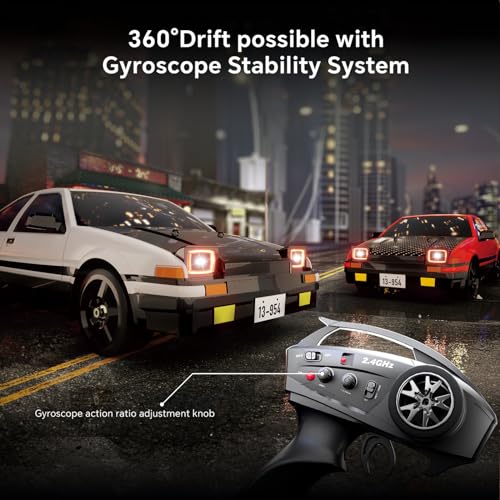 360°Drift possible with
Gyroscope Stability System
13-954
13-954
2.4GHz
Gyroscope action ratio adjustment knob